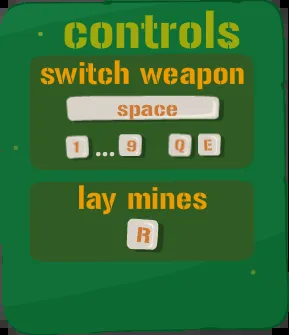 controls
switch weapon
space
1 ... 9 Q E
lay mines
R